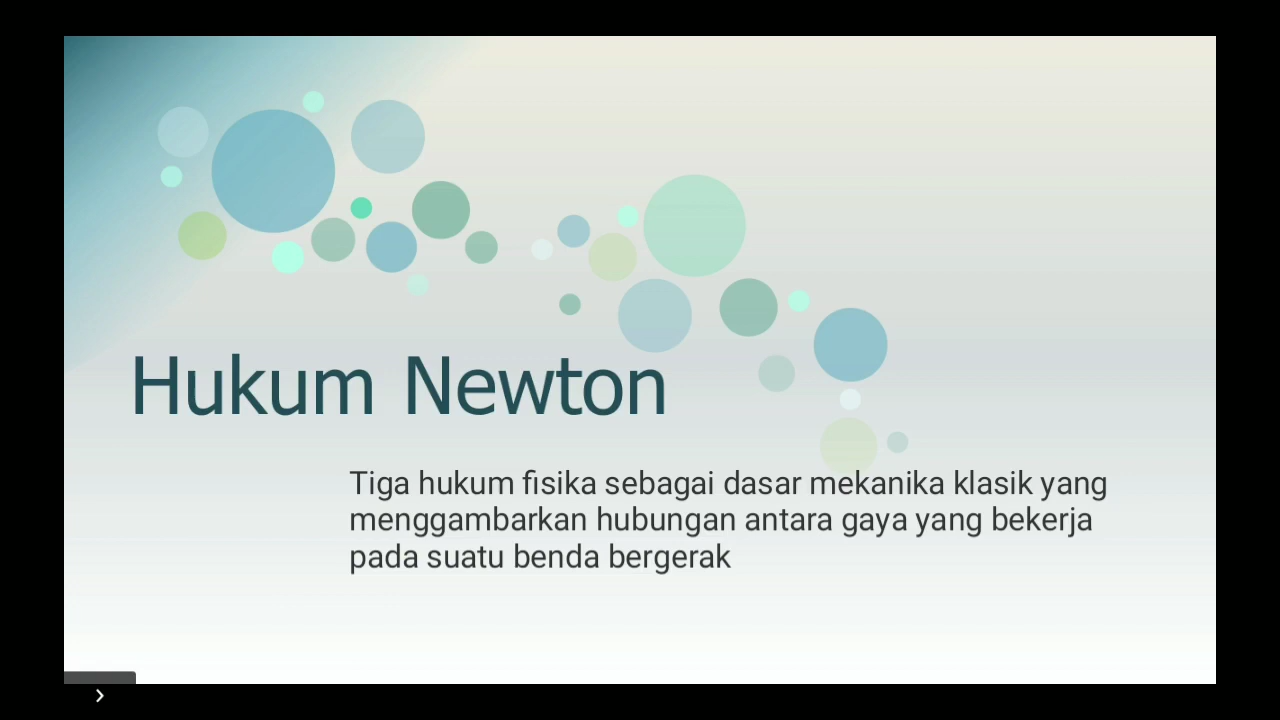 Hukum Newton
Tiga hukum fisika sebagai dasar mekanika klasik yang
menggambarkan hubungan antara gaya yang bekerja
pada suatu benda bergerak